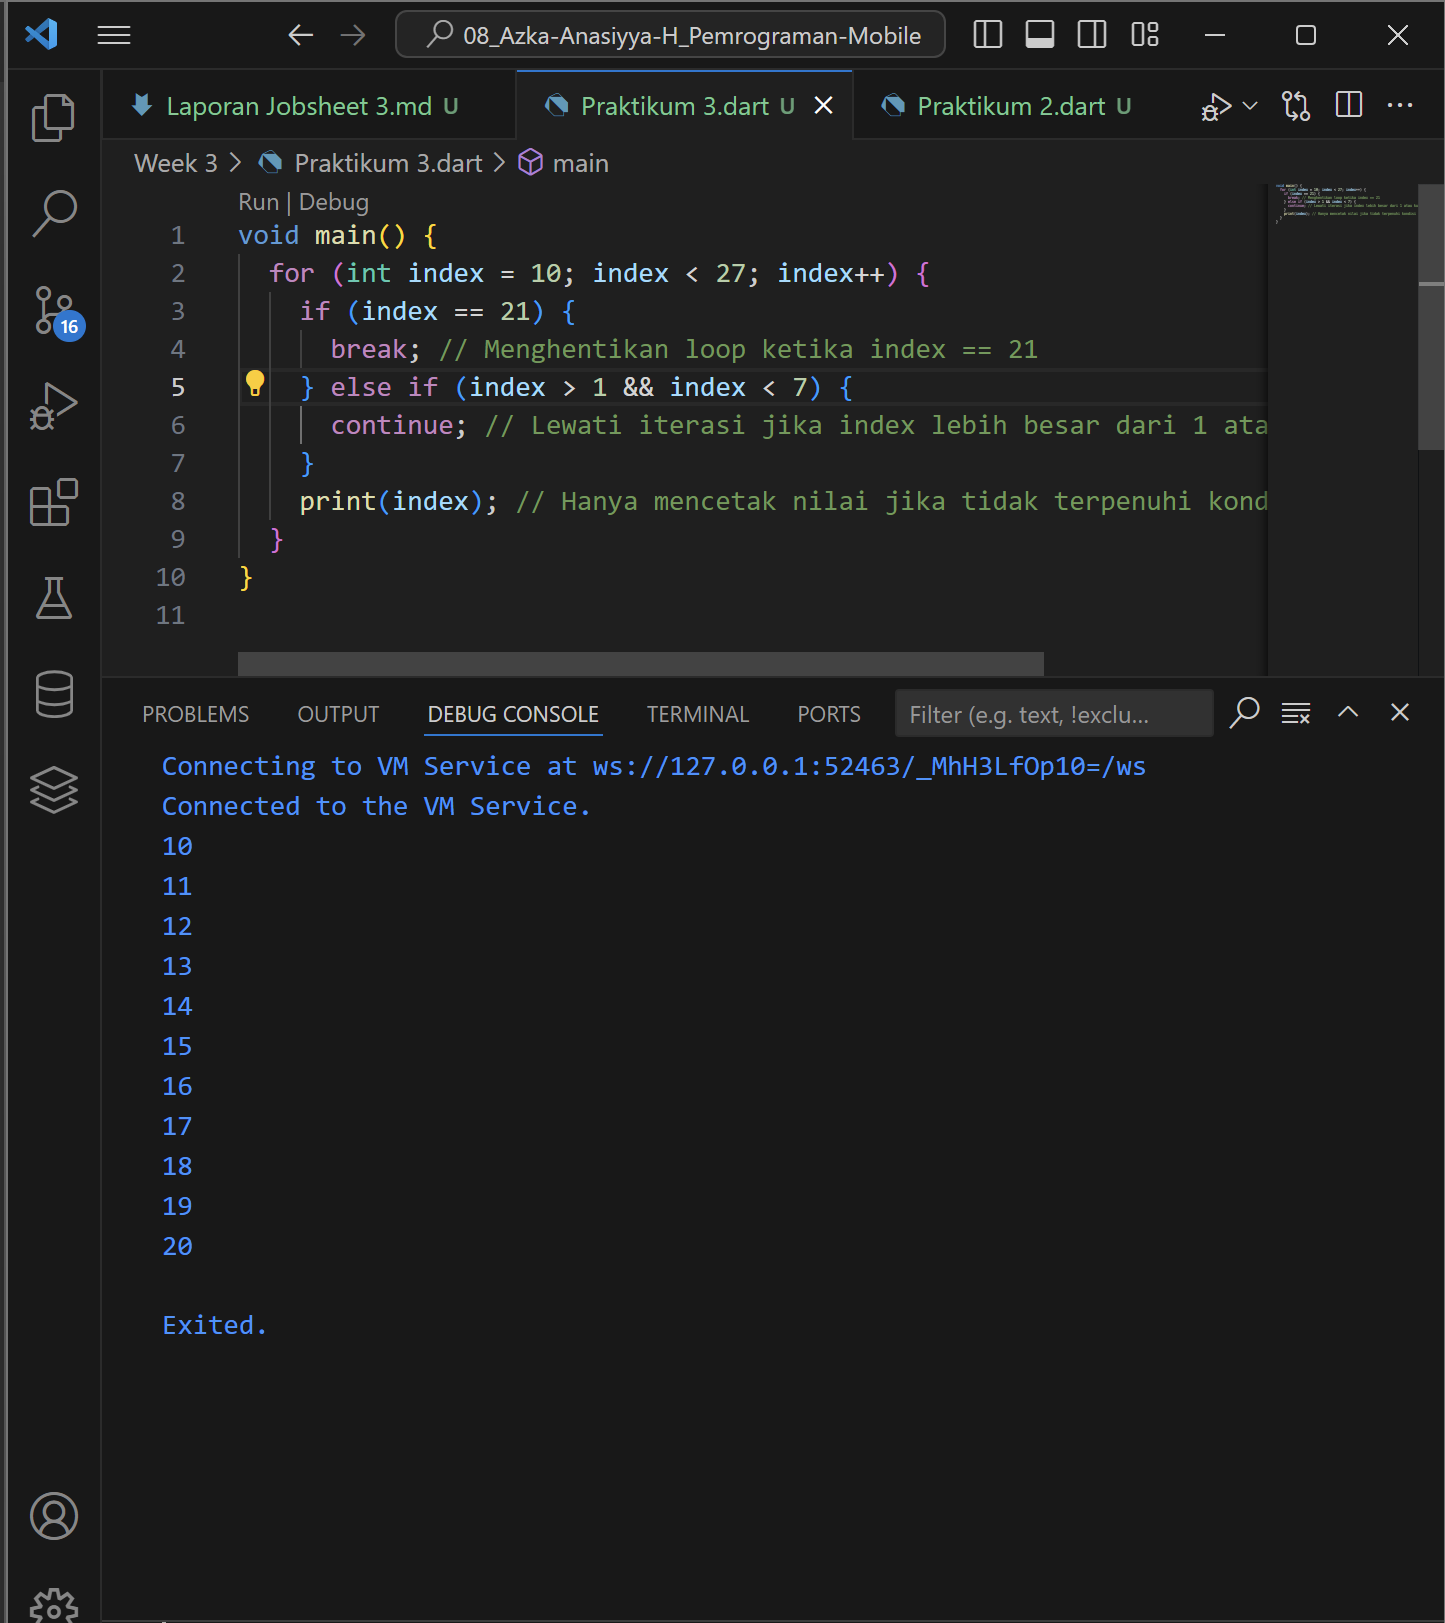 08_Azka-Anasiyya-H_Pemrograman-Mobile
Laporan Jobsheet 3.md U
Praktikum 3.dart U
Praktikum 2.dart U
Week 3 > Praktikum 3.dart > main
Run | Debug
1 void main() {
2 for (int index = 10; index < 27; index++) {
3 if (index == 21) {
4 break; // Menghentikan loop ketika index == 21
5 } else if (index > 1 && index < 7) {
6 continue; // Lewati iterasi jika index lebih besar dari 1 ata
7 }
8 print(index); // Hanya mencetak nilai jika tidak terpenuhi kond
9 }
10 }
11
16
PROBLEMS OUTPUT DEBUG CONSOLE TERMINAL PORTS Filter (e.g. text, !exclu...
Connecting to VM Service at ws://127.0.0.1:52463/_MhH3LfOp10=/ws
Connected to the VM Service.
10
11
12
13
14
15
16
17
18
19
20
Exited.